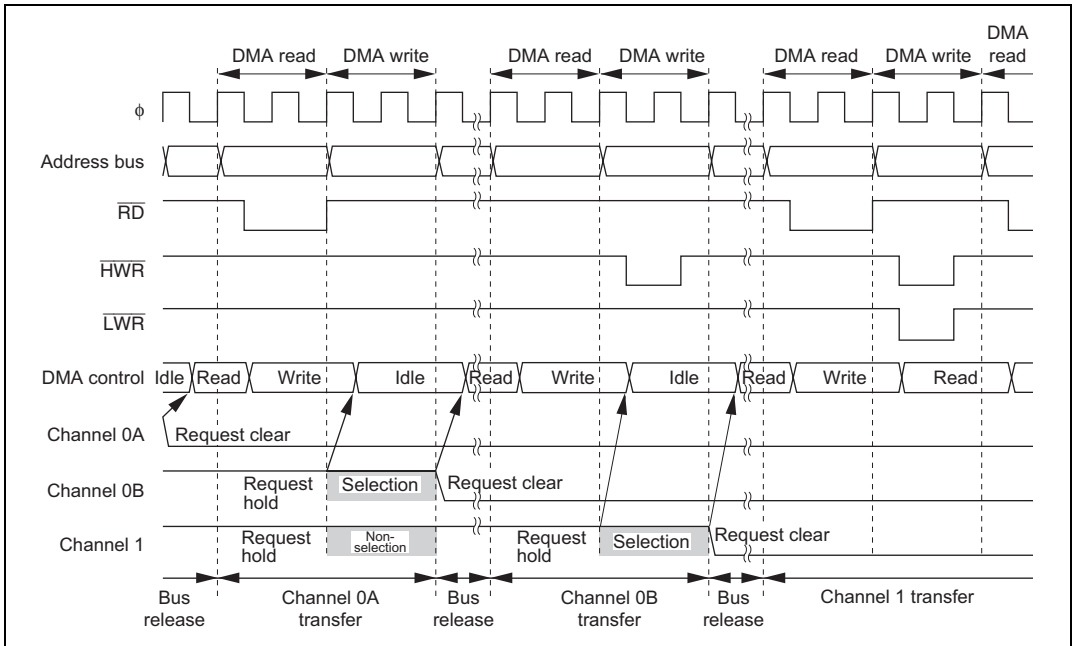 DMA
DMA read DMA write DMA read DMA write DMA read DMA write read
ϕ
Address bus
RD
HWR
LWR
DMA control Idle Read Write Idle Read Write Idle Read Write Read
Channel 0A Request clear
Channel 0B Request hold Selection Request clear
Channel 1 Request hold Non-selection Request hold Selection Request clear
Bus release Channel 0A transfer Bus release Channel 0B transfer Bus release Channel 1 transfer